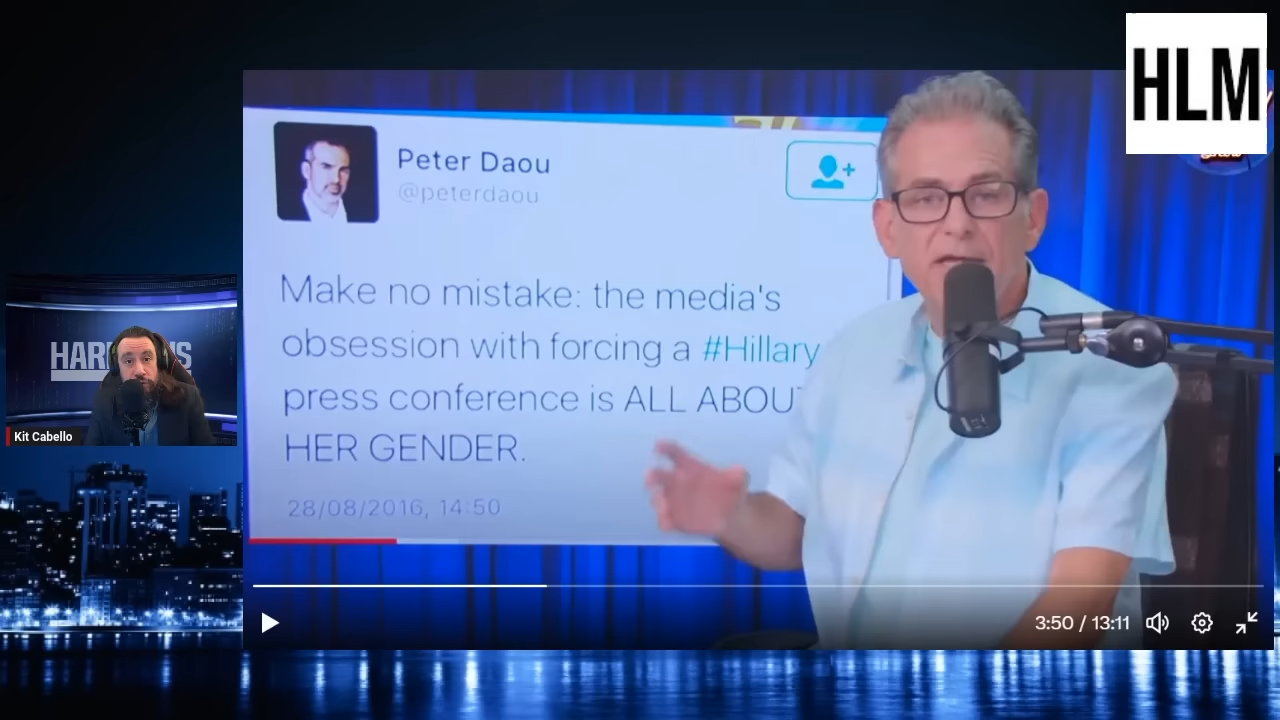 HLM
Peter Daou
@peterdaou
Make no mistake: the media's
obsession with forcing a #Hillary
press conference is ALL ABOUT
HER GENDER.
28/08/2016, 14:50
Kit Cabello
3:50 / 13:11